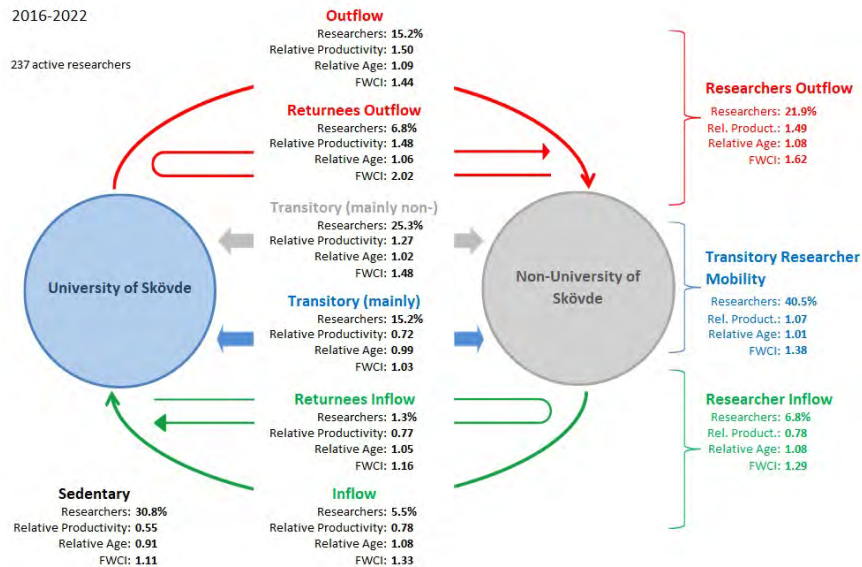 2016-2022
237 active researchers
Outflow
Researchers: 15.2%
Relative Productivity: 1.50
Relative Age: 1.09
FWCI: 1.44
Returnees Outflow
Researchers: 6.8%
Relative Productivity: 1.48
Relative Age: 1.06
FWCI: 2.02
Transitory (mainly non-)
Researchers: 25.3%
Relative Productivity: 1.27
Relative Age: 1.02
FWCI: 1.48
Transitory (mainly)
Researchers: 15.2%
Relative Productivity: 0.72
Relative Age: 0.99
FWCI: 1.03
Returnees Inflow
Researchers: 1.3%
Relative Productivity: 0.77
Relative Age: 1.05
FWCI: 1.16
Inflow
Researchers: 5.5%
Relative Productivity: 0.78
Relative Age: 1.08
FWCI: 1.33
Sedentary
Researchers: 30.8%
Relative Productivity: 0.55
Relative Age: 0.91
FWCI: 1.11
University of Skövde
Non-University of
Skövde
Researchers Outflow
Researchers: 21.9%
Rel. Product.: 1.49
Relative Age: 1.08
FWCI: 1.62
Transitory Researcher
Mobility
Researchers: 40.5%
Rel. Product.: 1.07
Relative Age: 1.01
FWCI: 1.38
Researcher Inflow
Researchers: 6.8%
Rel. Product.: 0.78
Relative Age: 1.08
FWCI: 1.29